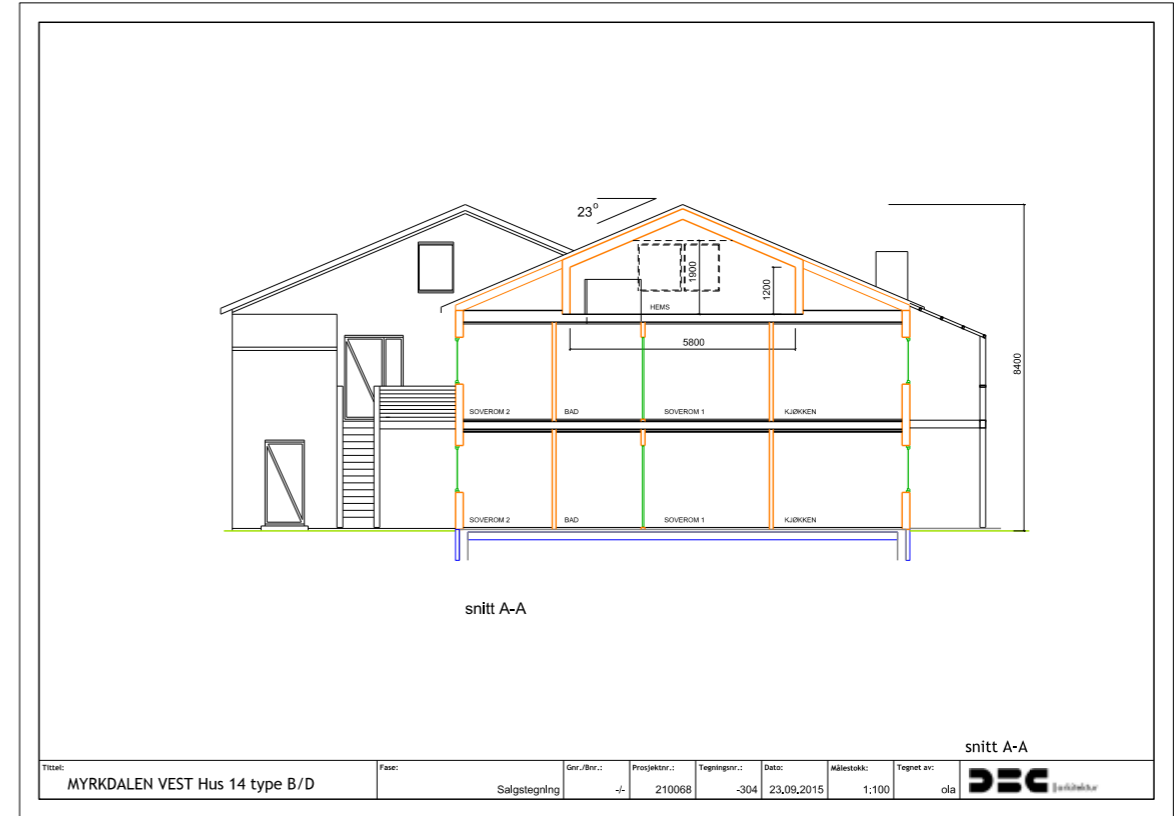 23°
1900
1200
HEMS
5800
8400
SOVEROM 2 BAD SOVEROM 1 KJØKKEN
SOVEROM 2 BAD SOVEROM 1 KJØKKEN
snitt A-A
snitt A-A
Tittel: Fase: Gnr./Bnr.: Prosjektnr.: Tegningsnr.: Dato: Målestokk: Tegnet av:
MYRKDALEN VEST Hus 14 type B/D Salgstegning -/- 210068 -304 23.09.2015 1:100 ola
arkitektur